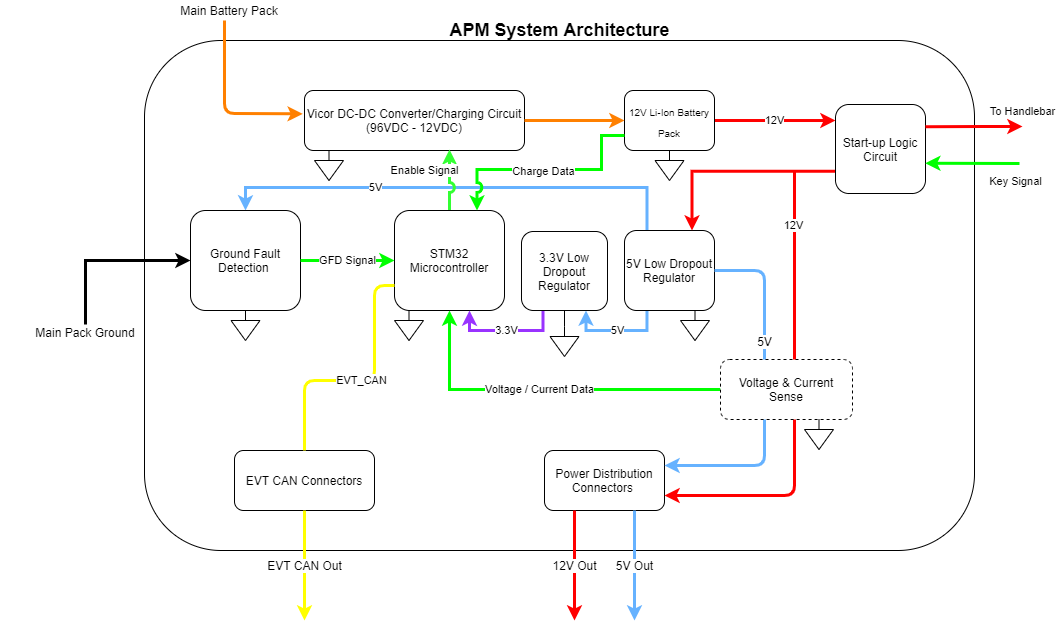 Main Battery Pack
APM System Architecture
Vicor DC-DC Converter/Charging Circuit
(96VDC - 12VDC)
12V Li-Ion Battery
Pack
12V
To Handlebar
Start-up Logic
Circuit
Enable Signal
Charge Data
Key Signal
5V
12V
Ground Fault
Detection
GFD Signal
STM32
Microcontroller
3.3V Low
Dropout
Regulator
5V Low Dropout
Regulator
Main Pack Ground
3.3V
5V
5V
EVT_CAN
Voltage / Current Data
Voltage & Current
Sense
EVT CAN Connectors
Power Distribution
Connectors
EVT CAN Out
12V Out
5V Out